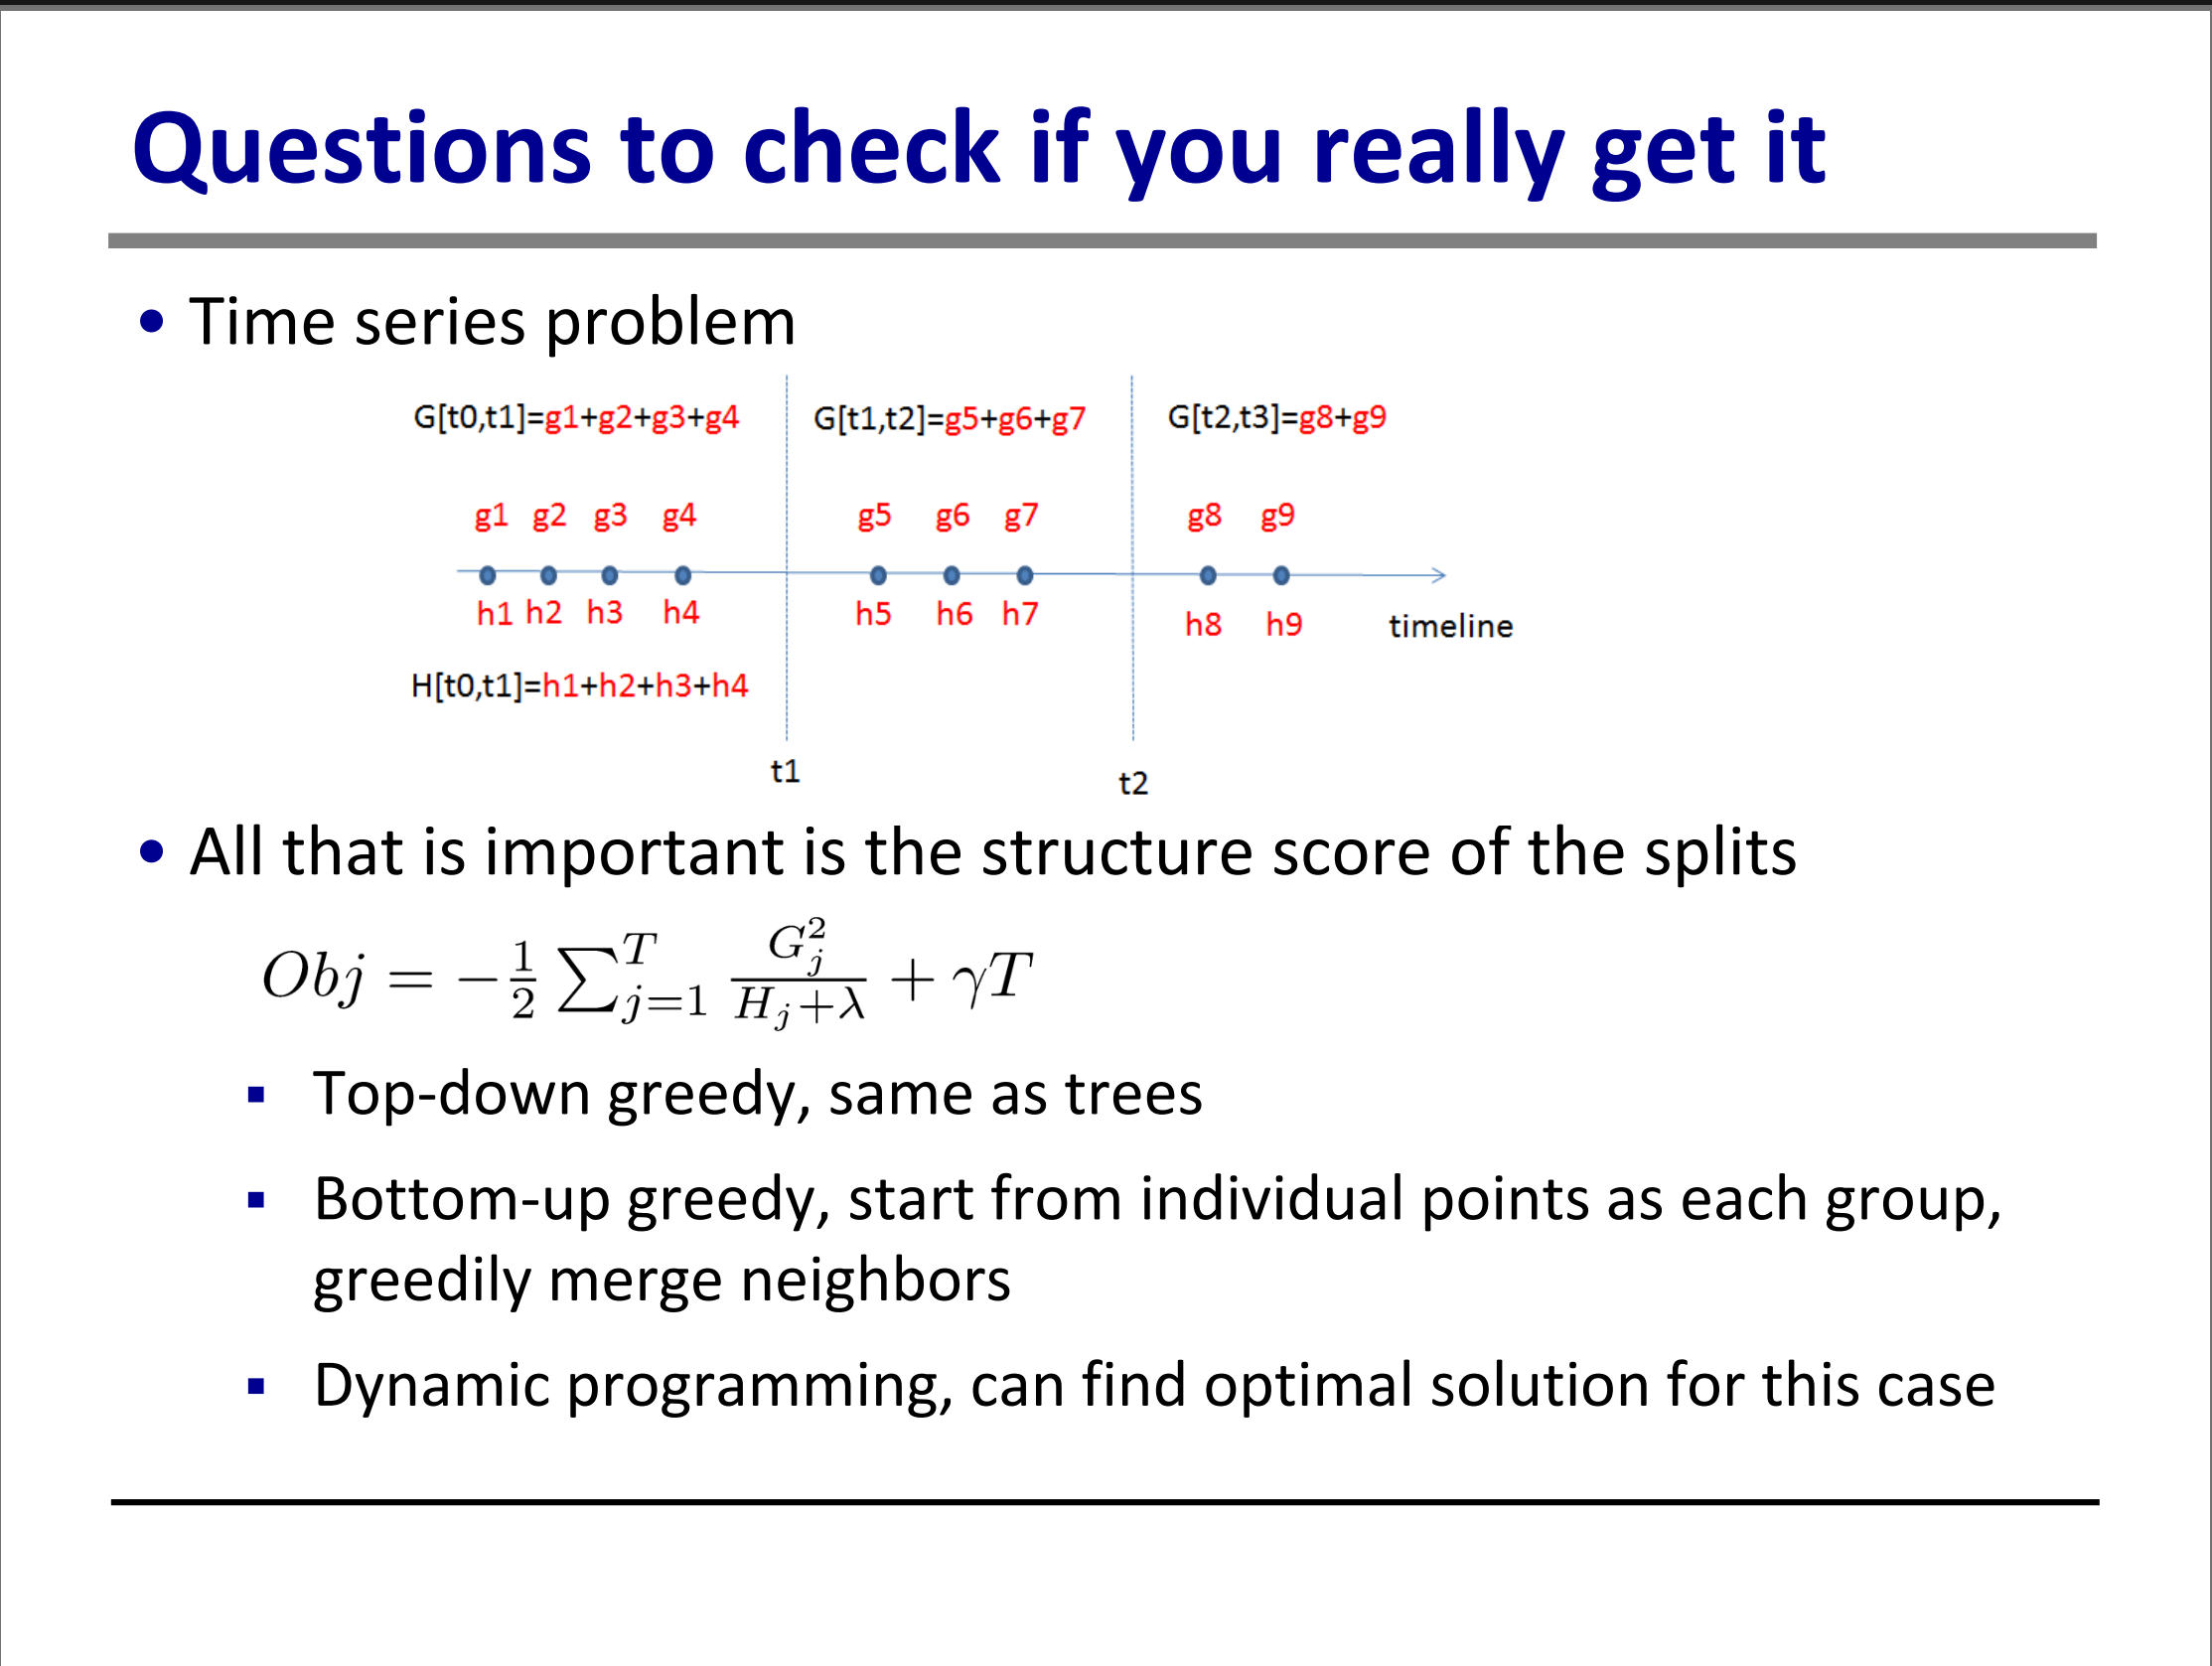 Questions to check if you really get it
• Time series problem
G[t0,t1]=g1+g2+g3+g4 G[t1,t2]=g5+g6+g7 G[t2,t3]=g8+g9
g1 g2 g3 g4 g5 g6 g7 g8 g9
h1 h2 h3 h4 h5 h6 h7 h8 h9 timeline
H[t0,t1]=h1+h2+h3+h4
t1 t2
• All that is important is the structure score of the splits
Obj = -\frac{1}{2} \sum_{j=1}^{T} \frac{G_j^2}{H_j+λ} + γT
▪ Top-down greedy, same as trees
▪ Bottom-up greedy, start from individual points as each group,
greedily merge neighbors
▪ Dynamic programming, can find optimal solution for this case